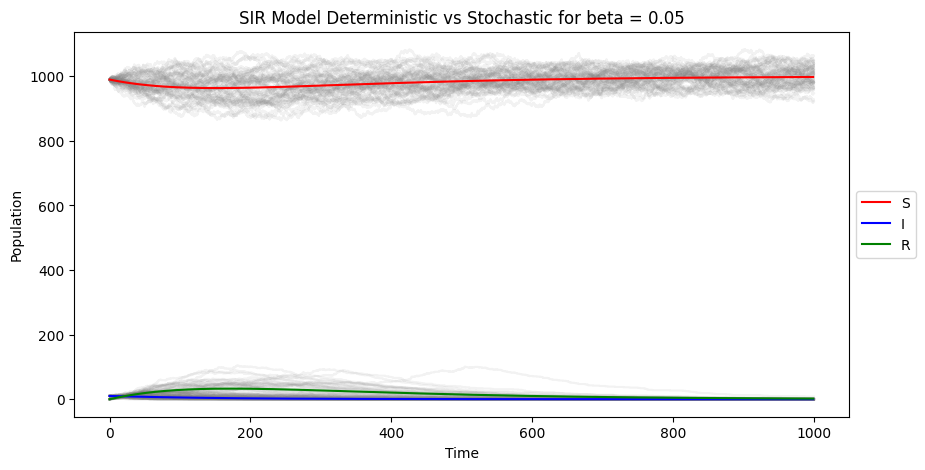 SIR Model Deterministic vs Stochastic for beta = 0.05
Population
1000
800
600
400
200
0
0
200
400
600
800
1000
Time
S
I
R